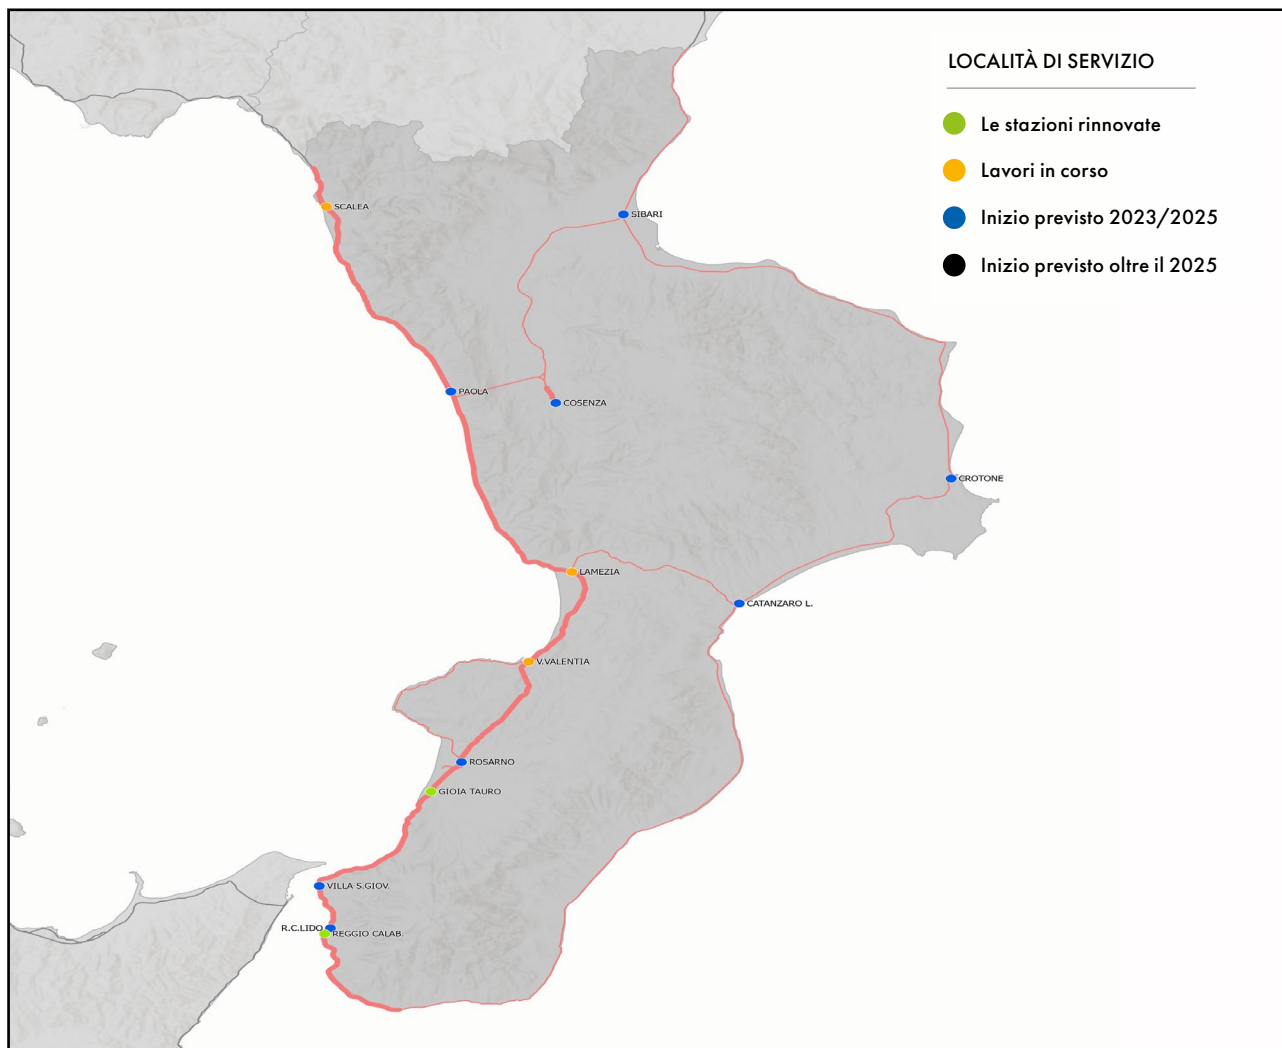 LOCALITÀ DI SERVIZIO
Le stazioni rinnovate
Lavori in corso
Inizio previsto 2023/2025
Inizio previsto oltre il 2025
SCALEA
SIBARI
PAOLA
COSENZA
CROTONE
LAMEZIA
CATANZARO L.
V.VALENTIA
ROSARNO
GIOIA TAURO
VILLA S.GIOV.
R.C.LIDO
REGGIO CALAB.